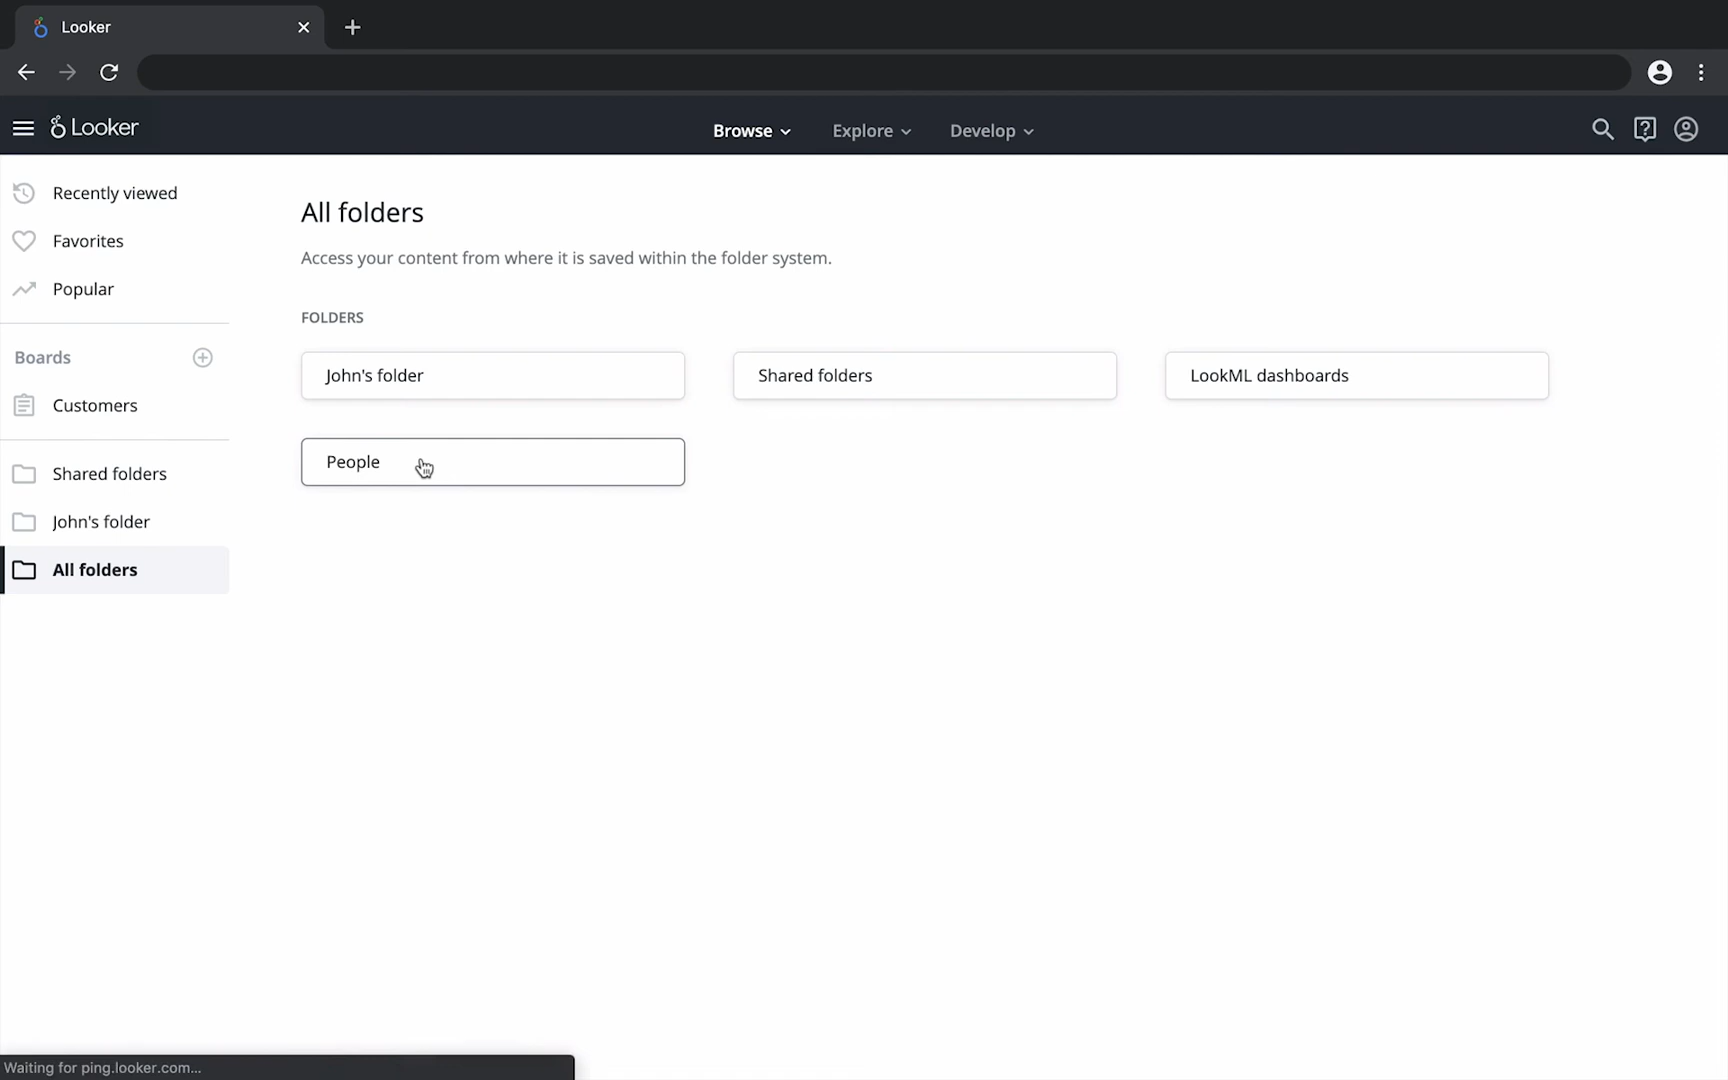 Looker
Looker
Browse
Explore
Develop
Recently viewed
Favorites
Popular
Boards
Customers
Shared folders
John's folder
All folders
All folders
Access your content from where it is saved within the folder system.
FOLDERS
John's folder
Shared folders
LookML dashboards
People
Waiting for ping.looker.com...